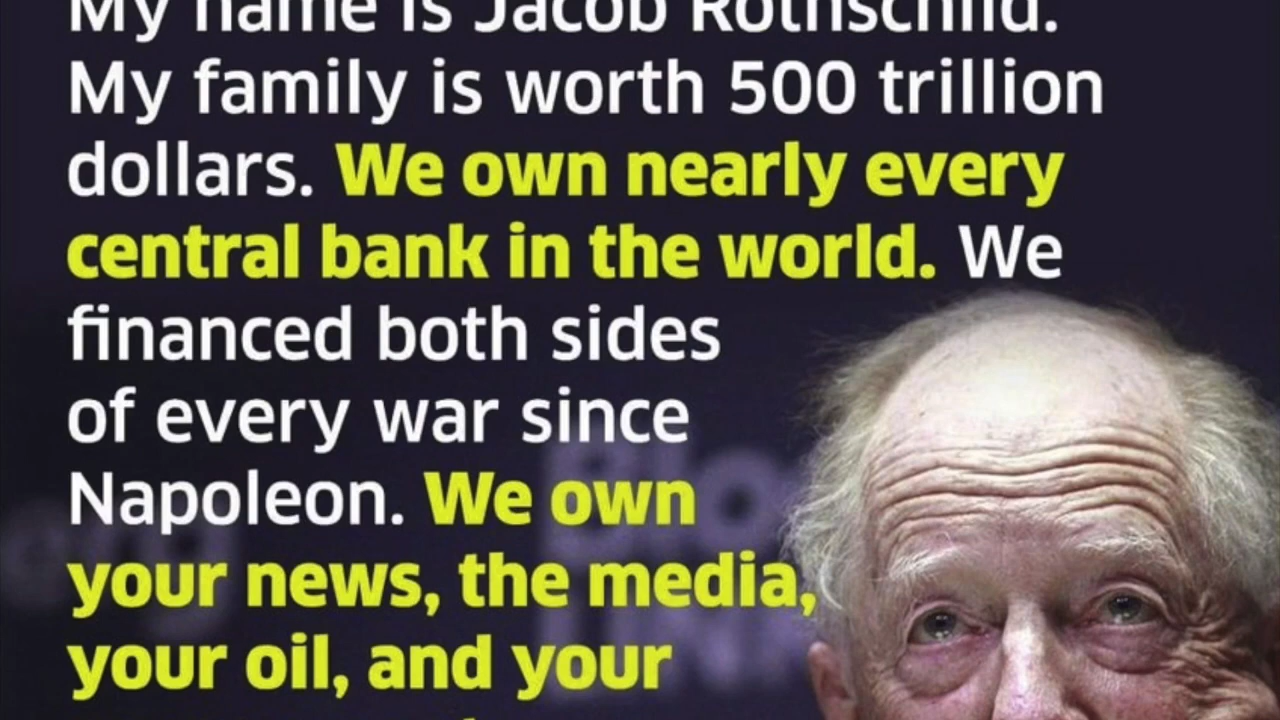 My name is Jacob Rothschild.
My family is worth 500 trillion
dollars. We own nearly every
central bank in the world. We
financed both sides
of every war since
Napoleon. We own
your news, the media,
your oil, and your